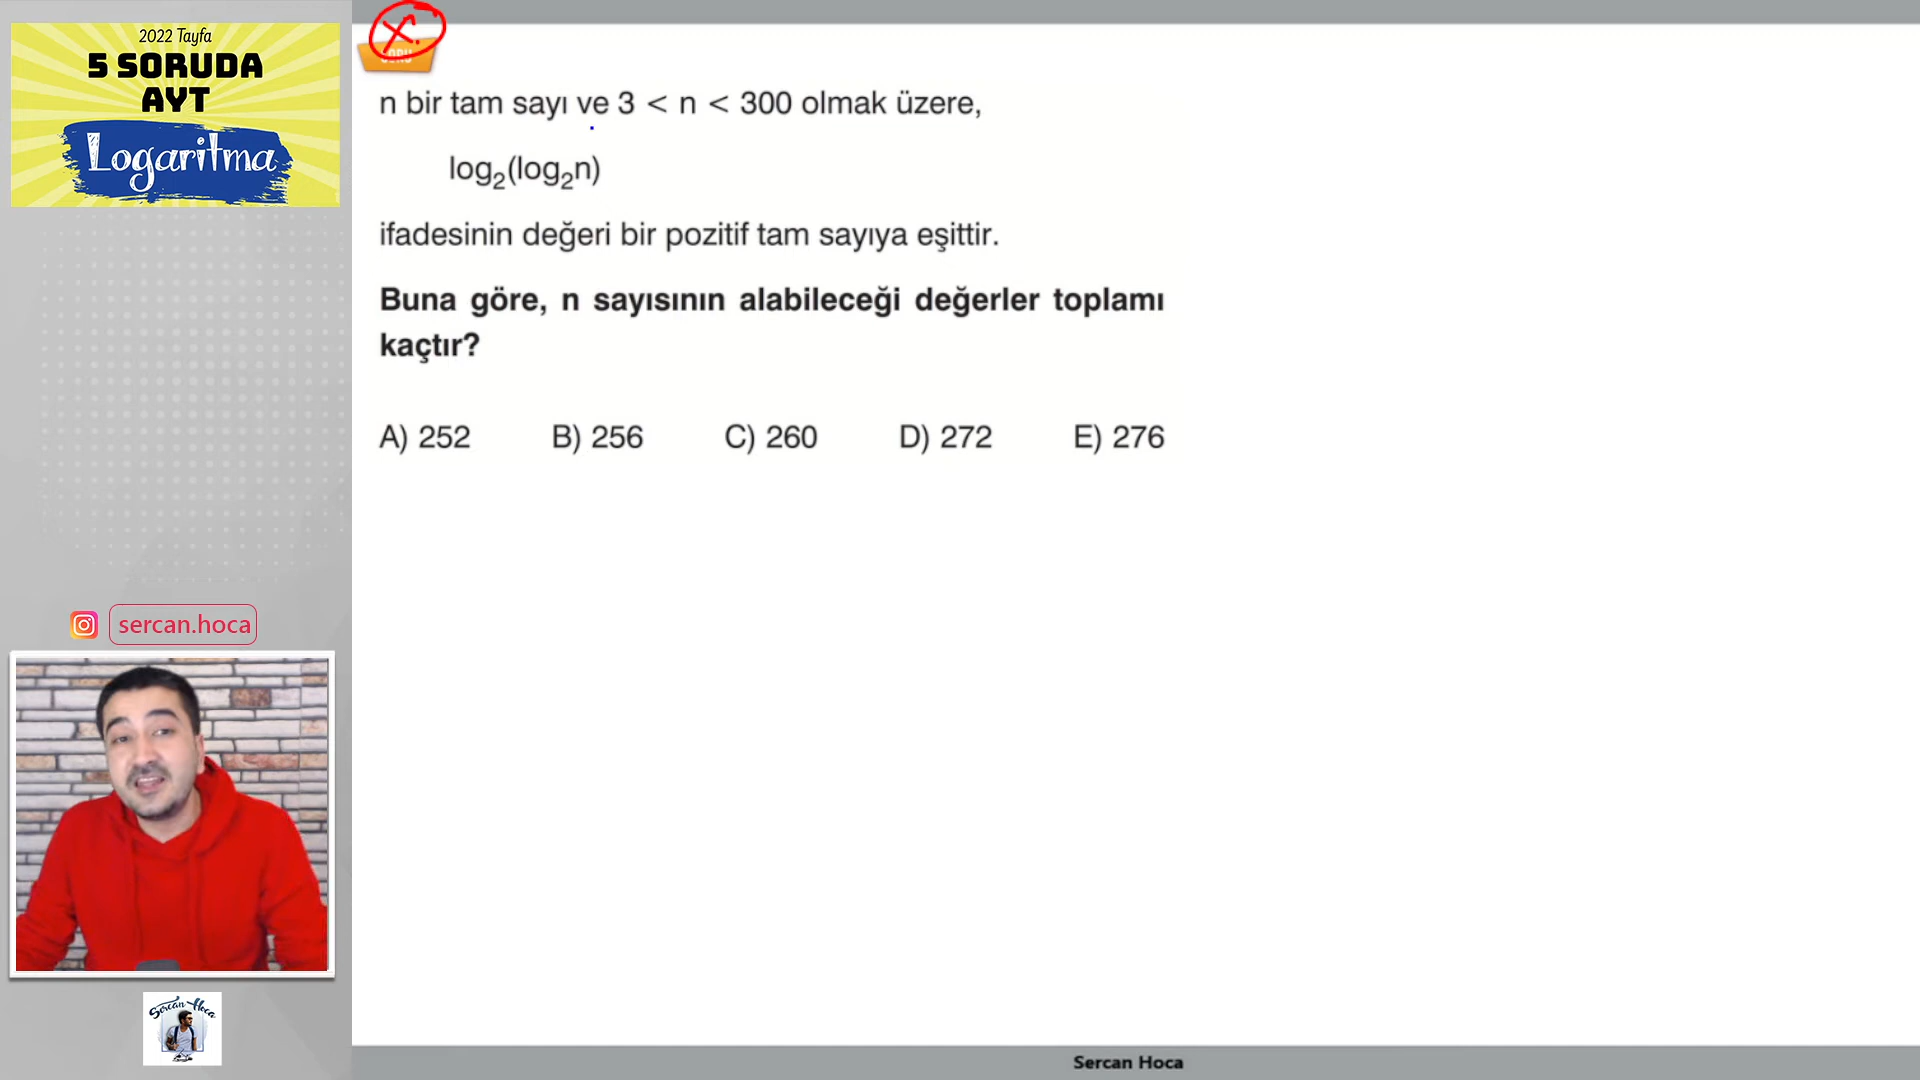 2022 Tayfa
5 SORUDA
AYT
Logaritma
n bir tam sayı ve 3 < n < 300 olmak üzere,
log₂(log₂n)
ifadesinin değeri bir pozitif tam sayıya eşittir.
Buna göre, n sayısının alabileceği değerler toplamı
kaçtır?
A) 252 B) 256 C) 260 D) 272 E) 276
sercan.hoca
Sercan Hoca
Sercan Hoca